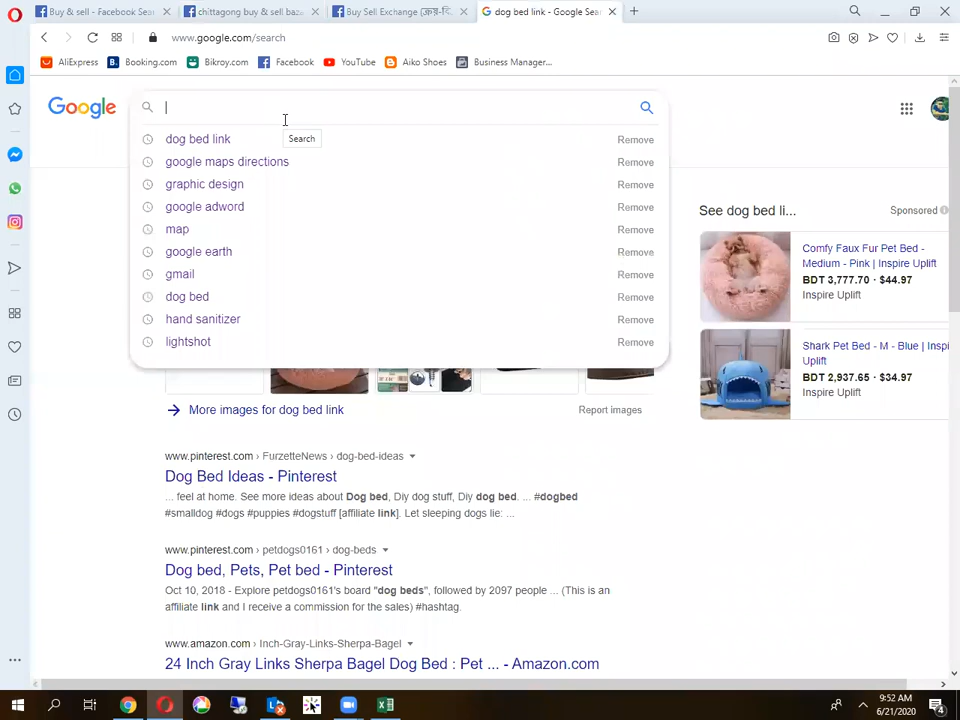 Buy & sell - Facebook Sea
chittagong buy & sell baza
Buy Sell Exchange (ক্রয়-বি
dog bed link - Google Sea
www.google.com/search
AliExpress
Booking.com
Bikroy.com
Facebook
YouTube
Aiko Shoes
Business Manager...
Google
dog bed link
Search
Remove
google maps directions
Remove
graphic design
Remove
google adword
Remove
map
Remove
google earth
Remove
gmail
Remove
dog bed
Remove
hand sanitizer
Remove
lightshot
Remove
More images for dog bed link
Report images
www.pinterest.com › FurzetteNews › dog-bed-ideas
Dog Bed Ideas - Pinterest
... feel at home. See more ideas about Dog bed, Diy dog stuff, Diy dog bed. ... #dogbed
#smalldog #dogs #puppies #dogstuff [affiliate link]. Let sleeping dogs lie: ...
www.pinterest.com › petdogs0161 › dog-beds
Dog bed, Pets, Pet bed - Pinterest
Oct 10, 2018 - Explore petdogs0161's board "dog beds", followed by 2097 people ... (This is an
affiliate link and I receive a commission for the sales) #hashtag.
www.amazon.com › Inch-Gray-Links-Sherpa-Bagel
24 Inch Gray Links Sherpa Bagel Dog Bed : Pet ... - Amazon.com
See dog bed li...
Sponsored
Comfy Faux Fur Pet Bed -
Medium - Pink | Inspire Uplift
BDT 3,777.70 · $44.97
Inspire Uplift
Shark Pet Bed - M - Blue | Inspi
Uplift
BDT 2,937.65 · $34.97
Inspire Uplift
9:52 AM
6/21/2020
4